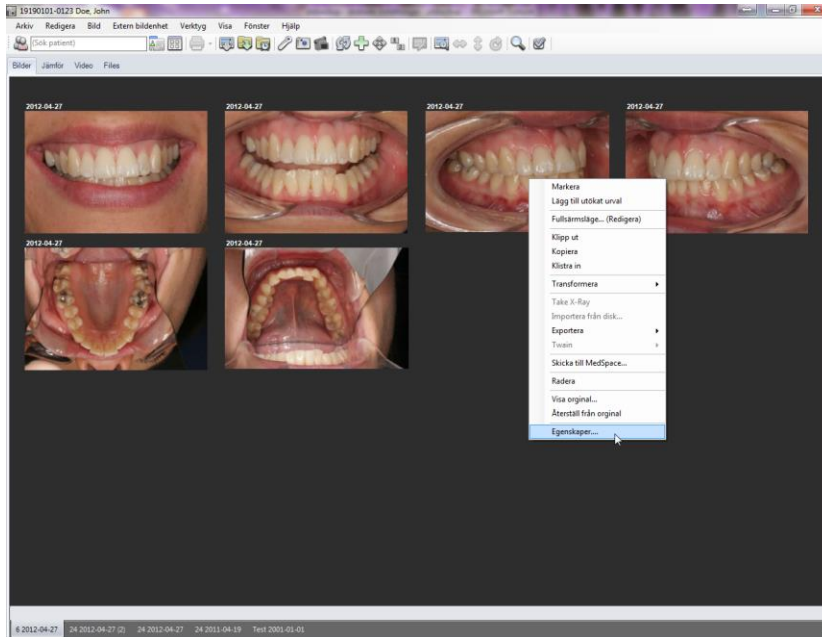 19190101-0123 Doe, John
Arkiv Redigera Bild Extern bildenhet Verktyg Visa Fönster Hjälp
(Sök patient)
Bilder Jämför Video Files
2012-04-27 2012-04-27 2012-04-27 2012-04-27
2012-04-27 2012-04-27
Markera
Lägg till utökat urval
Fullsärmsläge... (Redigera)
Klipp ut
Kopiera
Klistra in
Transformera
Take X-Ray
Importera från disk...
Exportera
Twain
Skicka till MedSpace...
Radera
Visa orginal...
Återställ från orginal
Egenskaper....
6 2012-04-27 24 2012-04-27 (2) 24 2012-04-27 24 2011-04-19 Test 2001-01-01